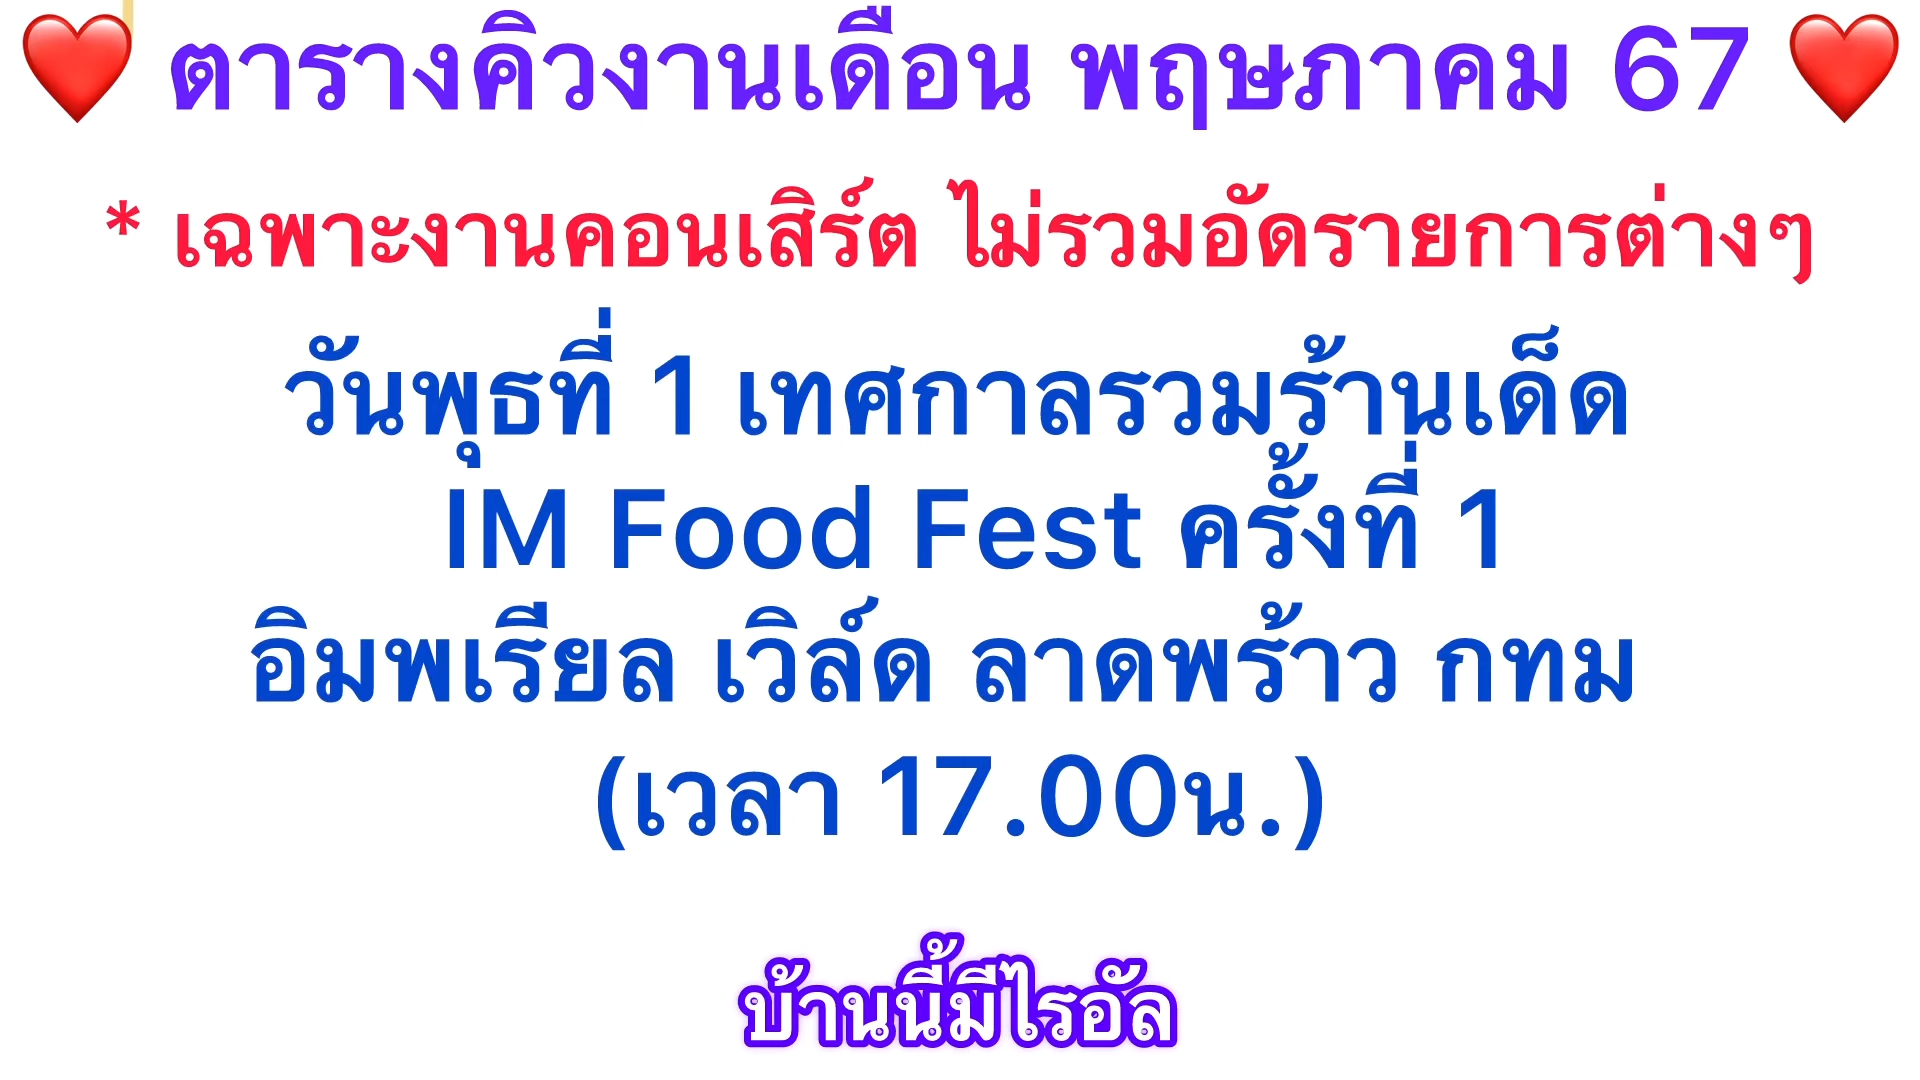 ❤️ ตารางคิวงานเดือน พฤษภาคม 67 ❤️
* เฉพาะงานคอนเสิร์ต ไม่รวมอัดรายการต่างๆ
วันพุธที่ 1 เทศกาลรวมร้านเด็ด
IM Food Fest ครั้งที่ 1
อิมพเรียล เวิล์ด ลาดพร้าว กทม
(เวลา 17.00น.)
บ้านนี้มีไรอัล